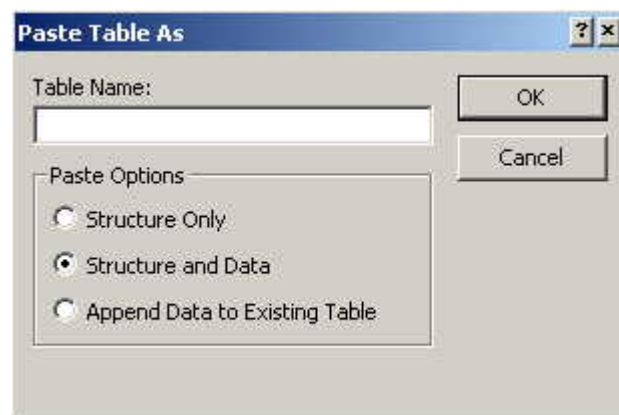 Paste Table As
Table Name:
OK
Cancel
Paste Options
Structure Only
Structure and Data
Append Data to Existing Table